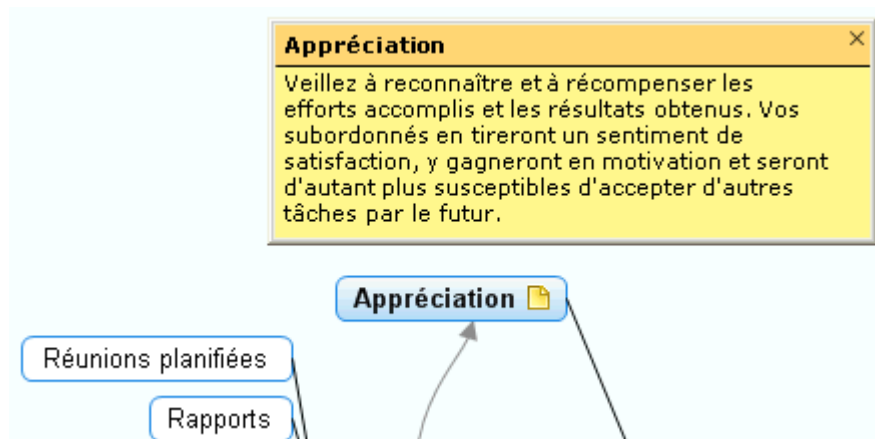 Appréciation
Veillez à reconnaître et à récompenser les
efforts accomplis et les résultats obtenus. Vos
subordonnés en tireront un sentiment de
satisfaction, y gagneront en motivation et seront
d'autant plus susceptibles d'accepter d'autres
tâches par le futur.
Appréciation
Réunions planifiées
Rapports